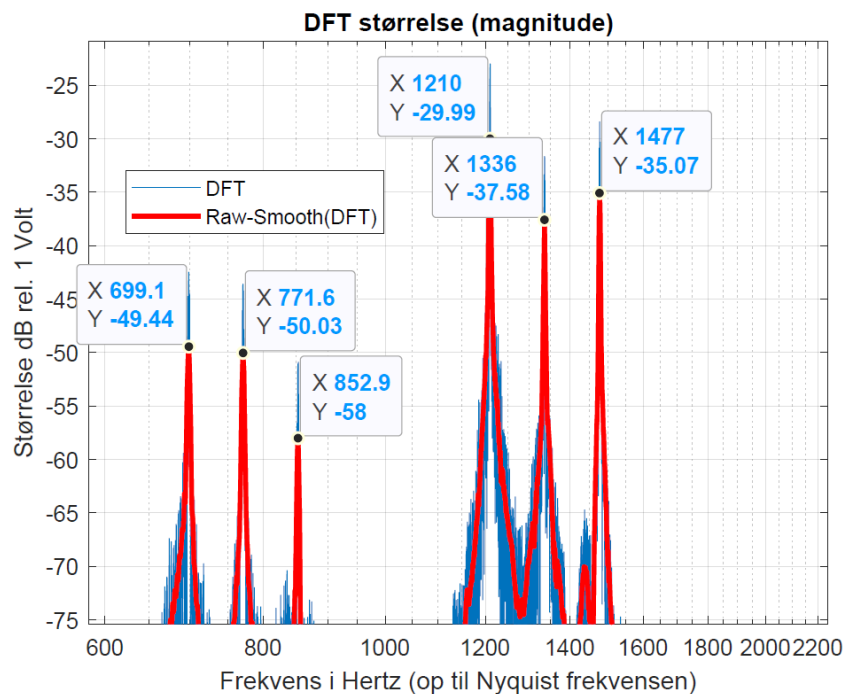 DFT størrelse (magnitude)
Størrelse dB rel. 1 Volt
-25
-30
-35
-40
-45
-50
-55
-60
-65
-70
-75
X 1210
Y -29.99
X 1336
Y -37.58
X 1477
Y -35.07
DFT
Raw-Smooth(DFT)
X 699.1
Y -49.44
X 771.6
Y -50.03
X 852.9
Y -58
600 800 1000 1200 1400 1600 1800 2000 2200
Frekvens i Hertz (op til Nyquist frekvensen)